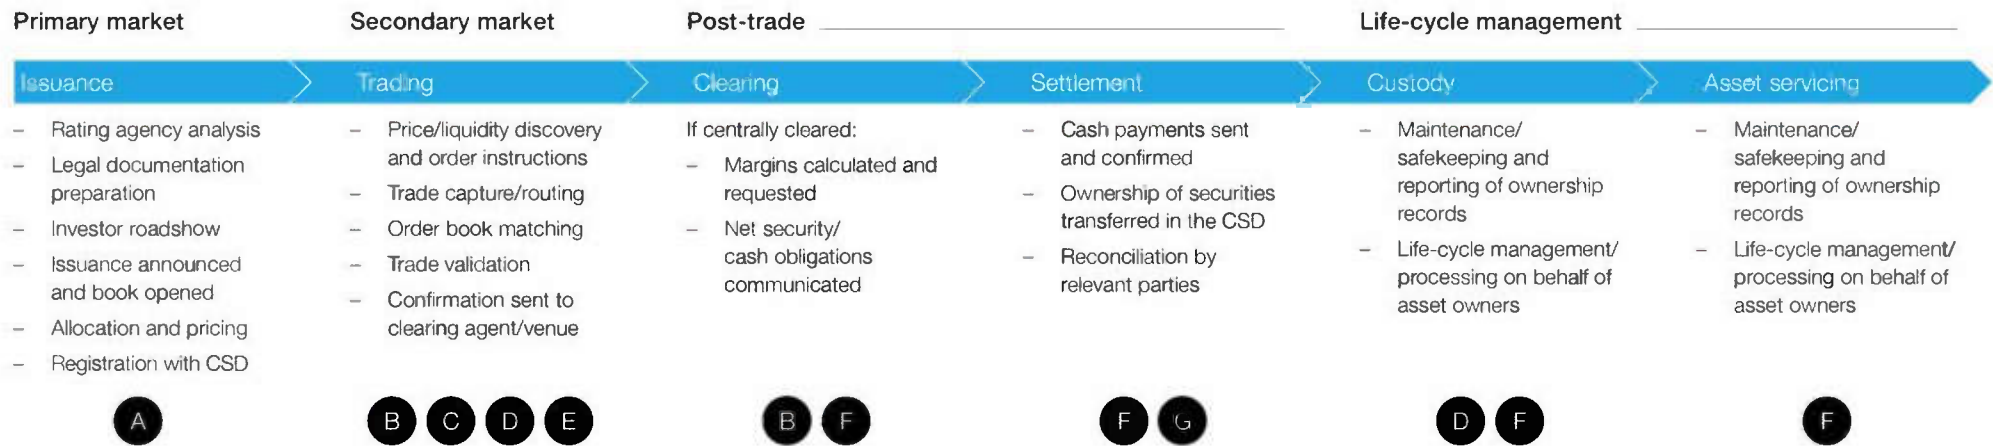 Primary market
Secondary market
Post-trade
Life-cycle management
Issuance
Trading
Clearing
Settlement
Custody
Asset servicing
– Rating agency analysis
– Legal documentation
preparation
– Investor roadshow
– Issuance announced
and book opened
– Allocation and pricing
– Registration with CSD
A
– Price/liquidity discovery
and order instructions
– Trade capture/routing
– Order book matching
– Trade validation
– Confirmation sent to
clearing agent/venue
B C D E
If centrally cleared:
– Margins calculated and
requested
– Net security/
cash obligations
communicated
B F
– Cash payments sent
and confirmed
– Ownership of securities
transferred in the CSD
– Reconciliation by
relevant parties
F G
– Maintenance/
safekeeping and
reporting of ownership
records
– Life-cycle management/
processing on behalf of
asset owners
D F
– Maintenance/
safekeeping and
reporting of ownership
records
– Life-cycle management/
processing on behalf of
asset owners
F